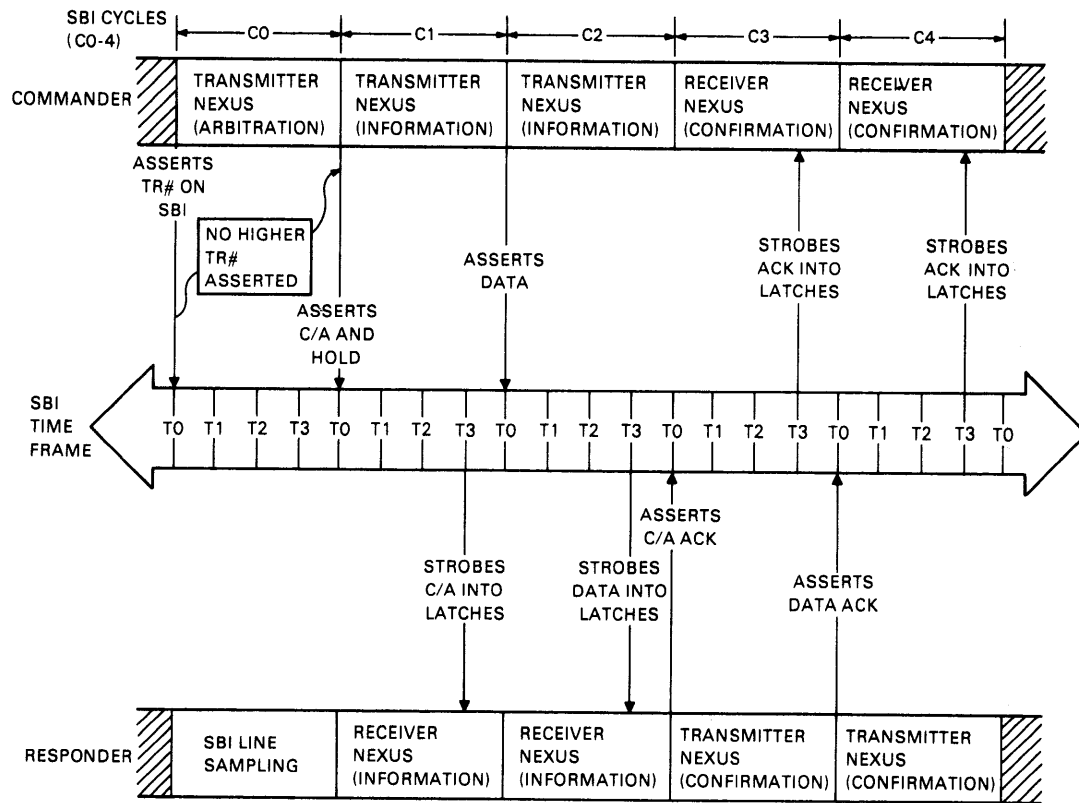 SBI CYCLES
(C0-4)
C0
C1
C2
C3
C4
COMMANDER
TRANSMITTER
NEXUS
(ARBITRATION)
TRANSMITTER
NEXUS
(INFORMATION)
TRANSMITTER
NEXUS
(INFORMATION)
RECEIVER
NEXUS
(CONFIRMATION)
RECEIVER
NEXUS
(CONFIRMATION)
ASSERTS
TR# ON
SBI
NO HIGHER
TR#
ASSERTED
ASSERTS
C/A AND
HOLD
ASSERTS
DATA
STROBES
ACK INTO
LATCHES
STROBES
ACK INTO
LATCHES
SBI
TIME
FRAME
T0 T1 T2 T3 T0 T1 T2 T3 T0 T1 T2 T3 T0 T1 T2 T3 T0 T1 T2 T3 T0
STROBES
C/A INTO
LATCHES
STROBES
DATA INTO
LATCHES
ASSERTS
C/A ACK
ASSERTS
DATA ACK
RESPONDER
SBI LINE
SAMPLING
RECEIVER
NEXUS
(INFORMATION)
RECEIVER
NEXUS
(INFORMATION)
TRANSMITTER
NEXUS
(CONFIRMATION)
TRANSMITTER
NEXUS
(CONFIRMATION)